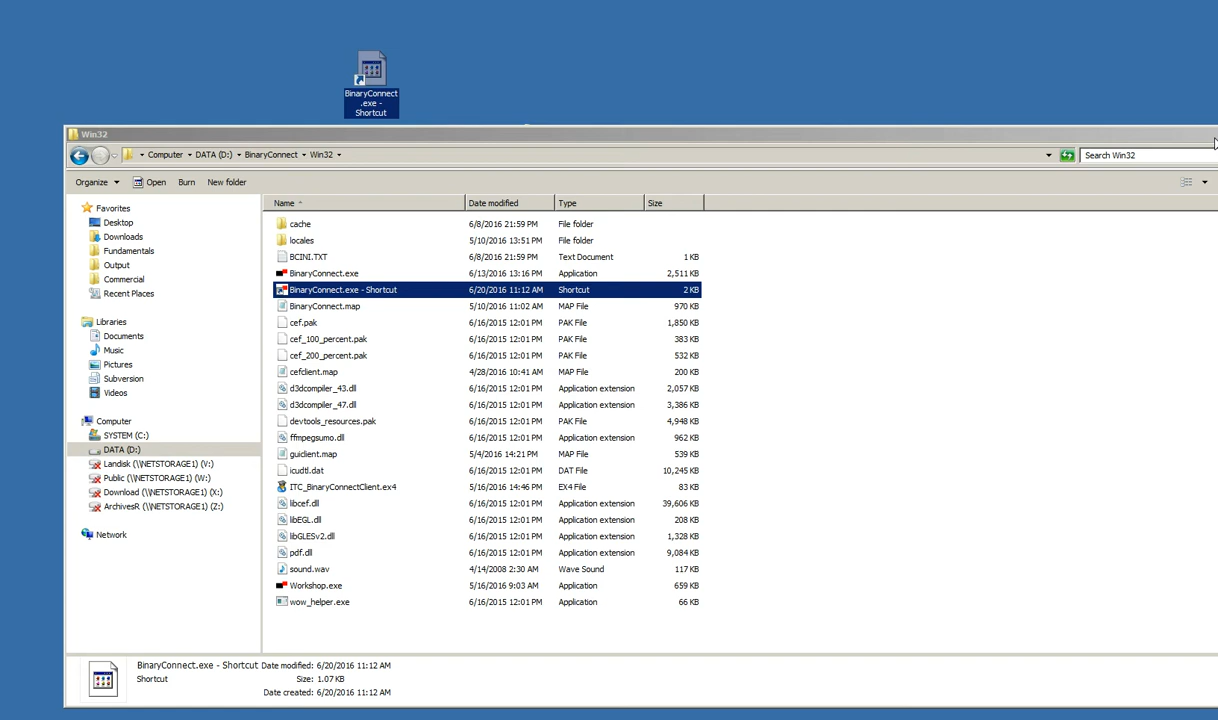 BinaryConnect
.exe -
Shortcut
Win32
Computer DATA (D:) BinaryConnect Win32
Search Win32
Organize Open Burn New folder
Name Date modified Type Size
Favorites
Desktop
Downloads
Fundamentals
Output
Commercial
Recent Places
Libraries
Documents
Music
Pictures
Subversion
Videos
Computer
SYSTEM (C:)
DATA (D:)
Landisk (\\NETSTORAGE1) (V:)
Public (\\NETSTORAGE1) (W:)
Download (\\NETSTORAGE1) (X:)
ArchivesR (\\NETSTORAGE1) (Z:)
Network
cache 6/8/2016 21:59 PM File folder
locales 5/10/2016 13:51 PM File folder
BCINI.TXT 6/8/2016 21:59 PM Text Document 1 KB
BinaryConnect.exe 6/13/2016 13:16 PM Application 2,511 KB
BinaryConnect.exe - Shortcut 6/20/2016 11:12 AM Shortcut 2 KB
BinaryConnect.map 5/10/2016 11:02 AM MAP File 970 KB
cef.pak 6/16/2015 12:01 PM PAK File 1,850 KB
cef_100_percent.pak 6/16/2015 12:01 PM PAK File 383 KB
cef_200_percent.pak 6/16/2015 12:01 PM PAK File 532 KB
cefclient.map 4/28/2016 10:41 AM MAP File 200 KB
d3dcompiler_43.dll 6/16/2015 12:01 PM Application extension 2,057 KB
d3dcompiler_47.dll 6/16/2015 12:01 PM Application extension 3,386 KB
devtools_resources.pak 6/16/2015 12:01 PM PAK File 4,948 KB
ffmpegsumo.dll 6/16/2015 12:01 PM Application extension 962 KB
guiclient.map 5/4/2016 14:21 PM MAP File 539 KB
icudtl.dat 6/16/2015 12:01 PM DAT File 10,245 KB
ITC_BinaryConnectClient.ex4 5/16/2016 14:46 PM EX4 File 83 KB
libcef.dll 6/16/2015 12:01 PM Application extension 39,606 KB
libEGL.dll 6/16/2015 12:01 PM Application extension 208 KB
libGLESv2.dll 6/16/2015 12:01 PM Application extension 1,328 KB
pdf.dll 6/16/2015 12:01 PM Application extension 9,084 KB
sound.wav 4/14/2008 2:30 AM Wave Sound 117 KB
Workshop.exe 5/16/2016 9:03 AM Application 659 KB
wow_helper.exe 6/16/2015 12:01 PM Application 66 KB
BinaryConnect.exe - Shortcut Date modified: 6/20/2016 11:12 AM
Shortcut Size: 1.07 KB
Date created: 6/20/2016 11:12 AM